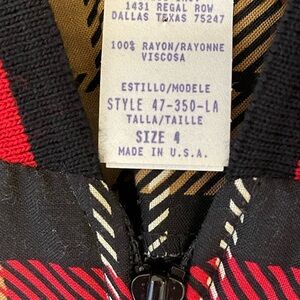 1431 REGAL ROW
DALLAS TEXAS 75247
100% RAYON/RAYONNE
VISCOSA
ESTILLO/MODELE
STYLE 47-350-LA
TALLA/TAILLE
SIZE 4
MADE IN U.S.A.